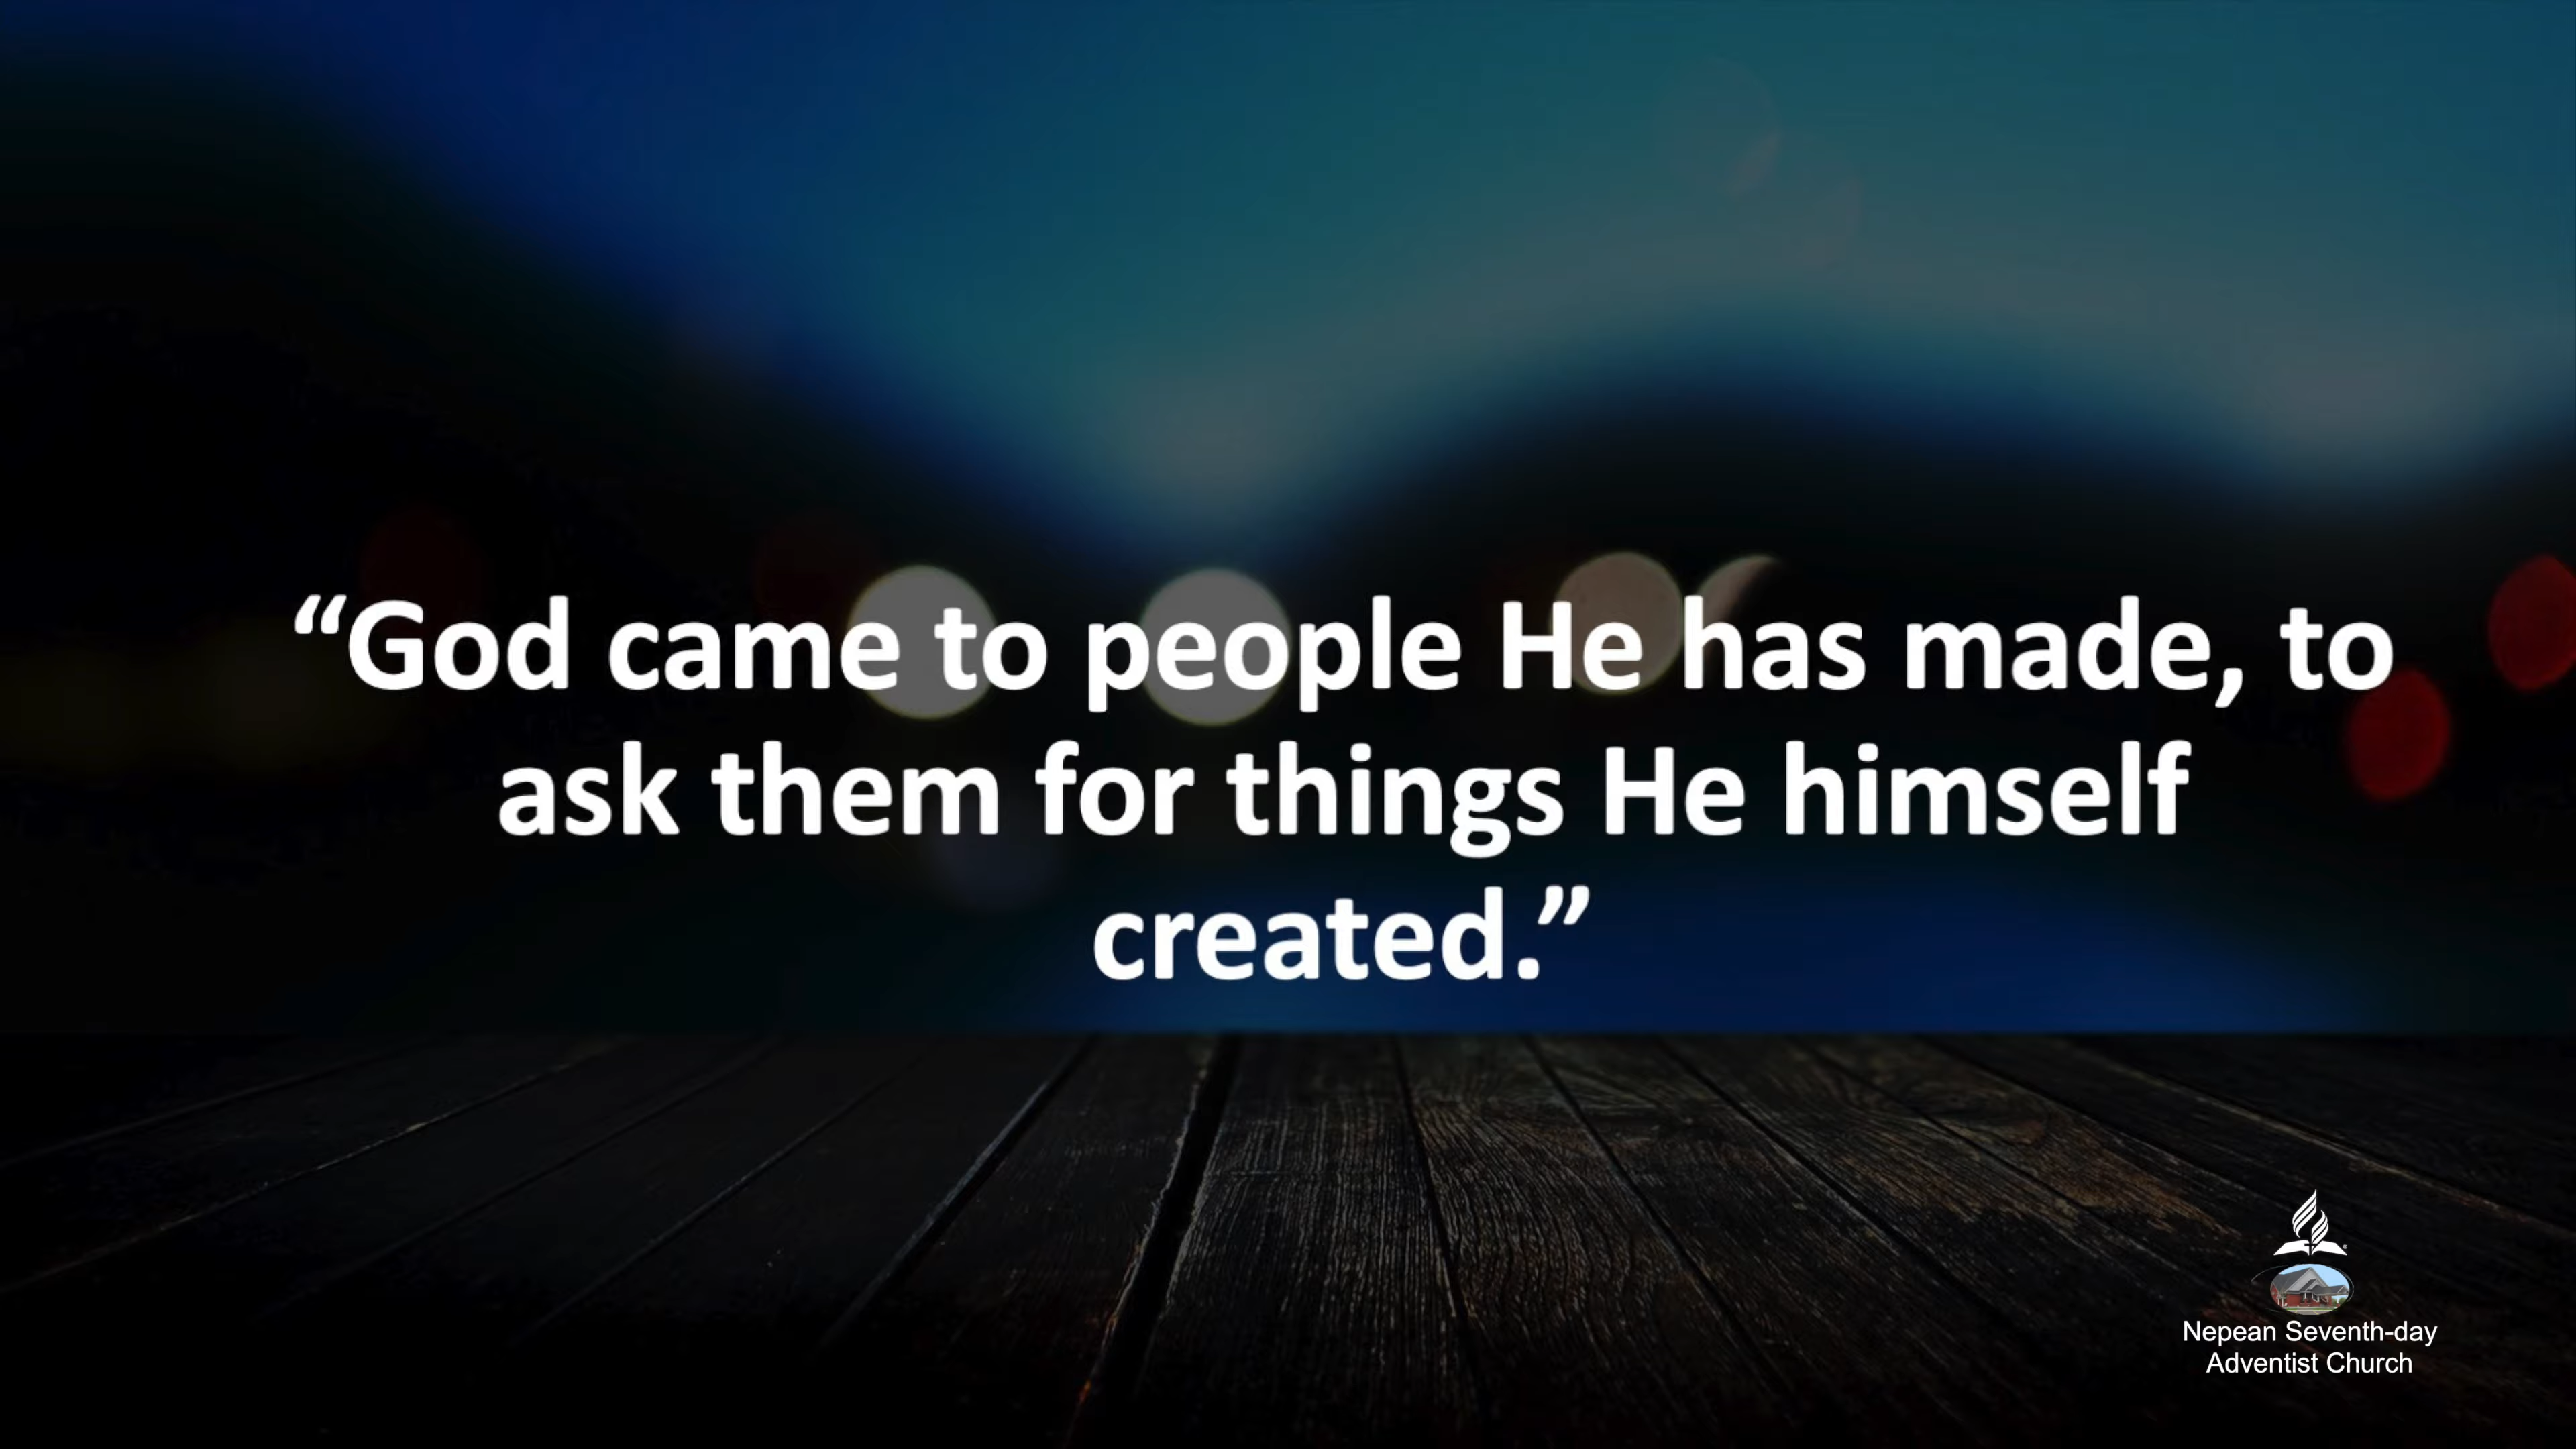 “God came to people He has made, to
ask them for things He himself
created.”
Nepean Seventh-day
Adventist Church